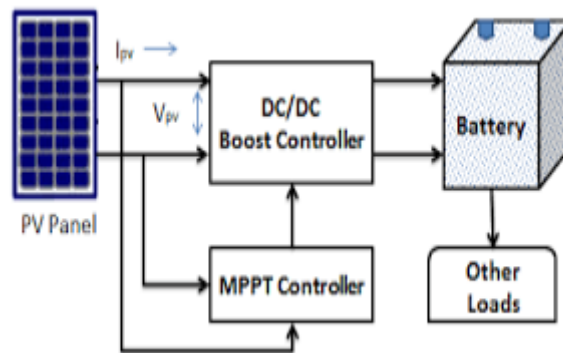 Ipv
Vpv
DC/DC
Boost Controller
Battery
PV Panel
MPPT Controller
Other
Loads